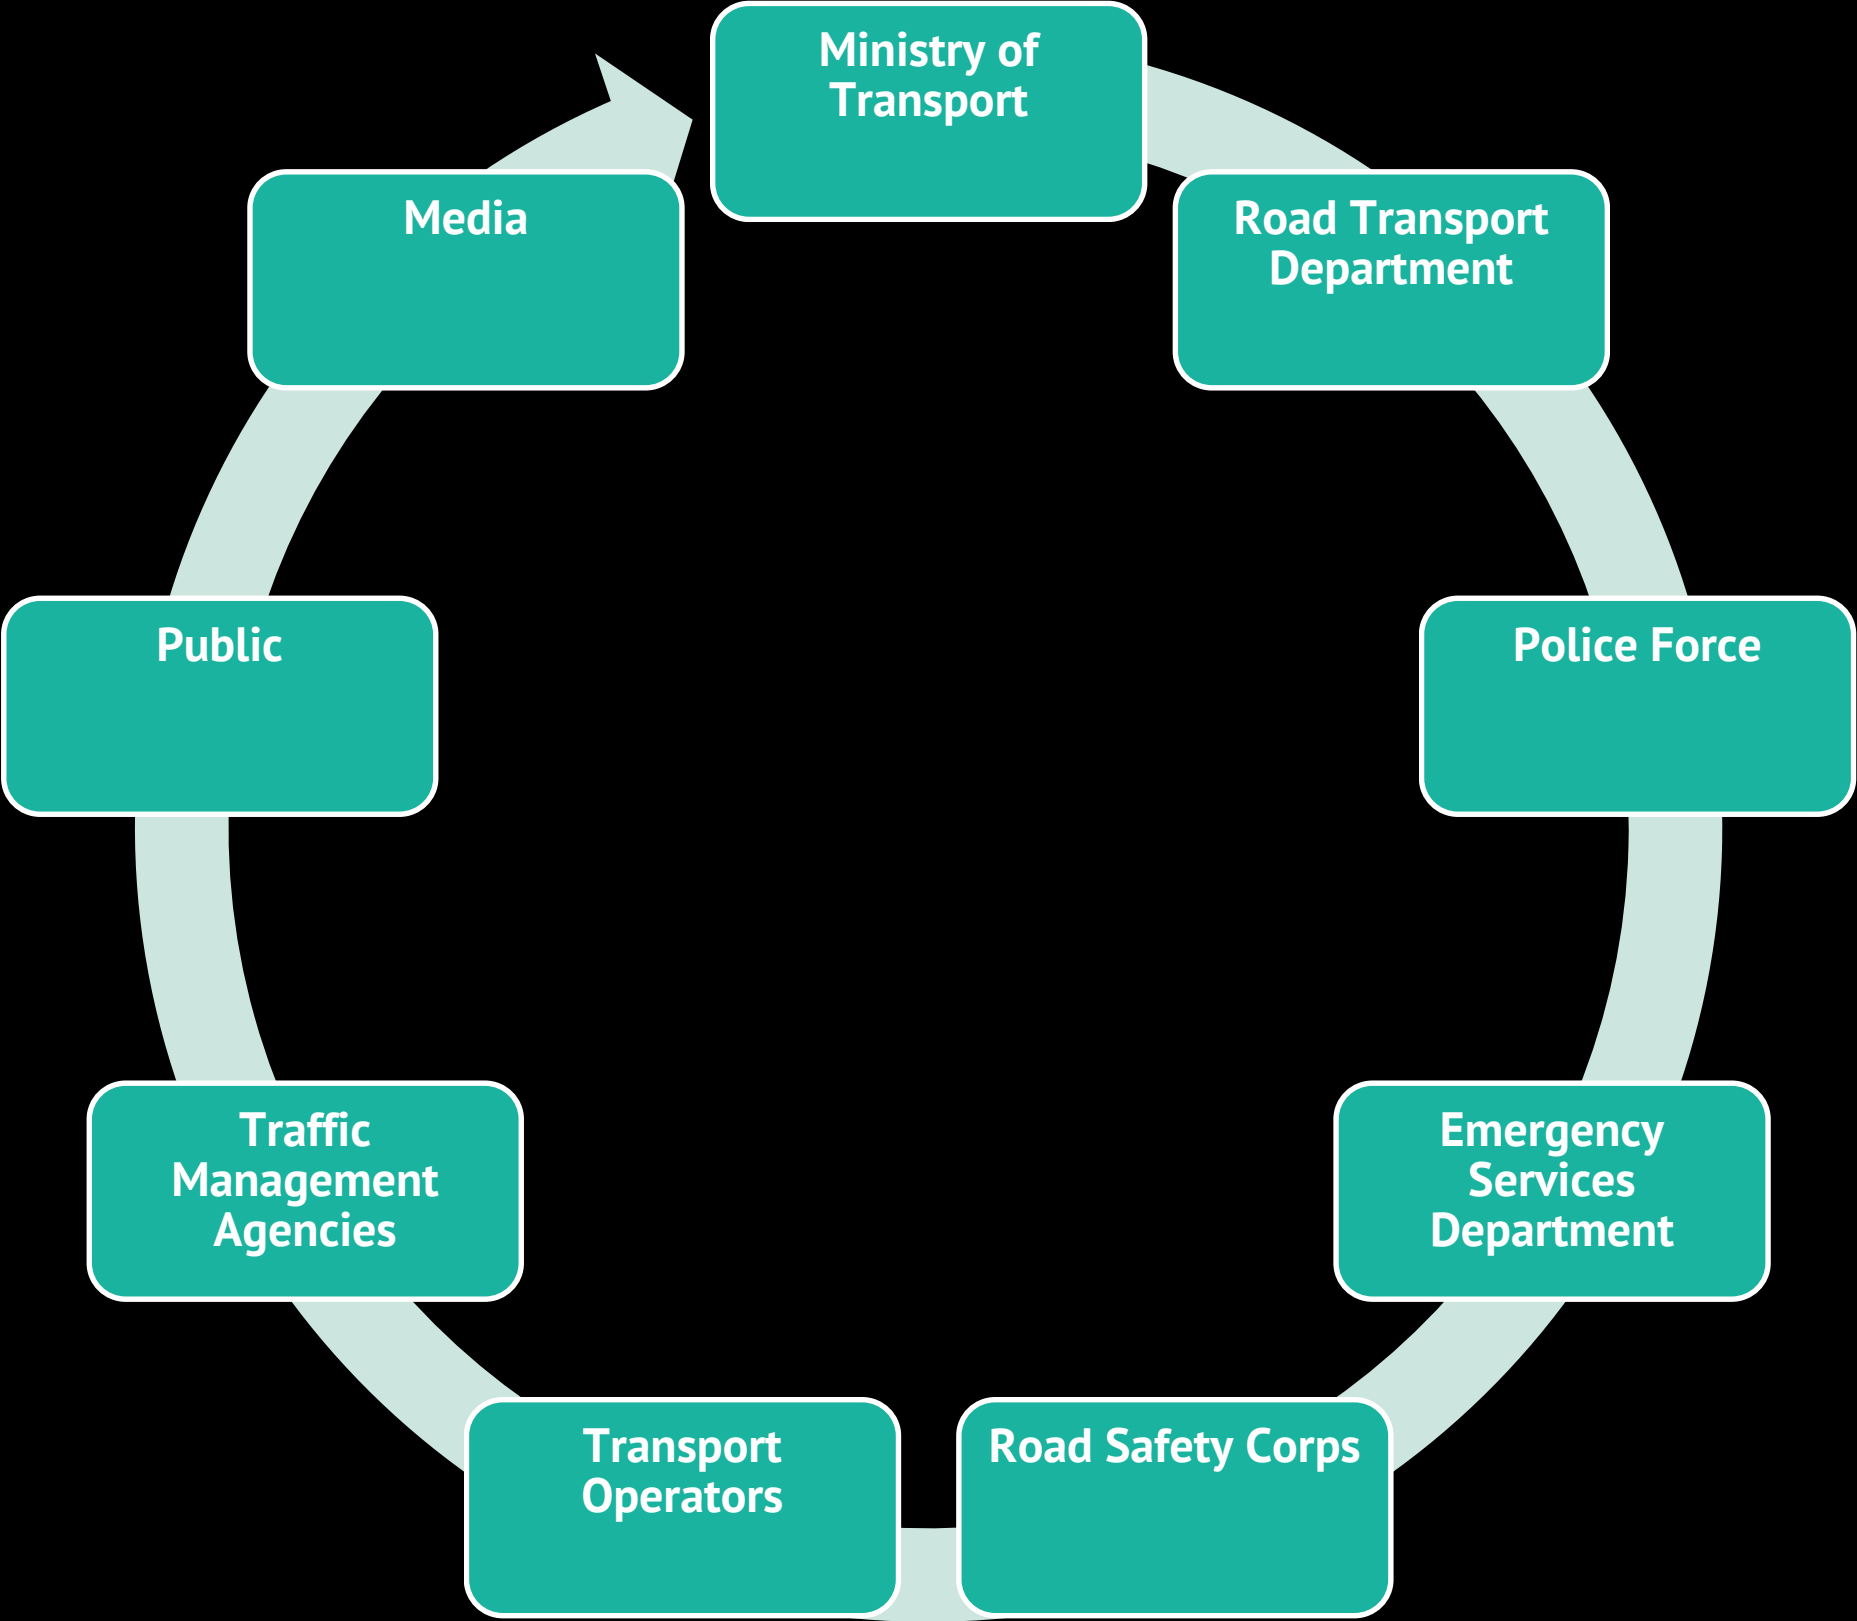 Ministry of
Transport
Road Transport
Department
Police Force
Emergency
Services
Department
Road Safety Corps
Transport
Operators
Traffic
Management
Agencies
Public
Media